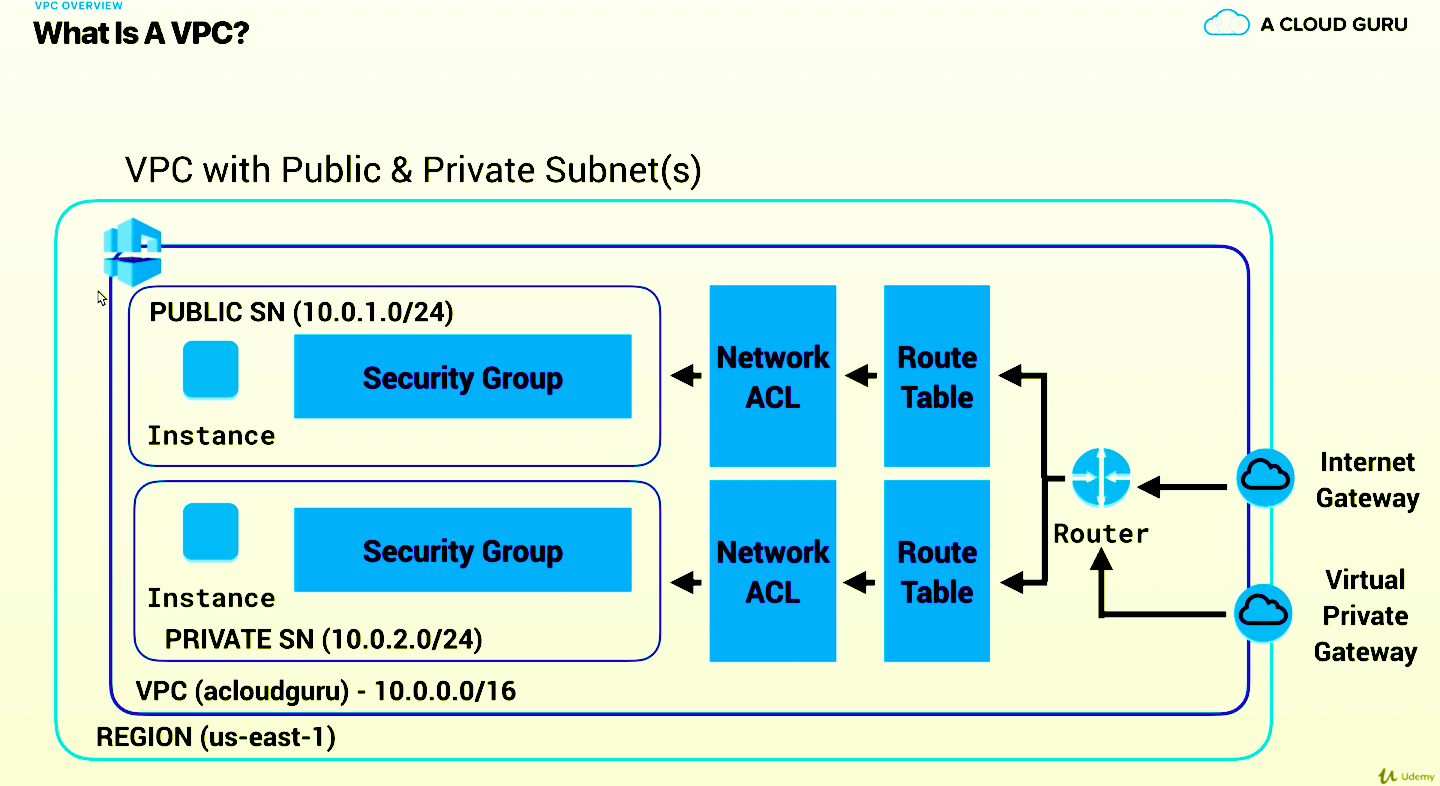 VPC OVERVIEW
What Is A VPC?
A CLOUD GURU
VPC with Public & Private Subnet(s)
PUBLIC SN (10.0.1.0/24)
Security Group
Instance
Network
ACL
Route
Table
Security Group
Instance
PRIVATE SN (10.0.2.0/24)
Network
ACL
Route
Table
Router
Internet
Gateway
Virtual
Private
Gateway
VPC (acloudguru) - 10.0.0.0/16
REGION (us-east-1)
Udemy